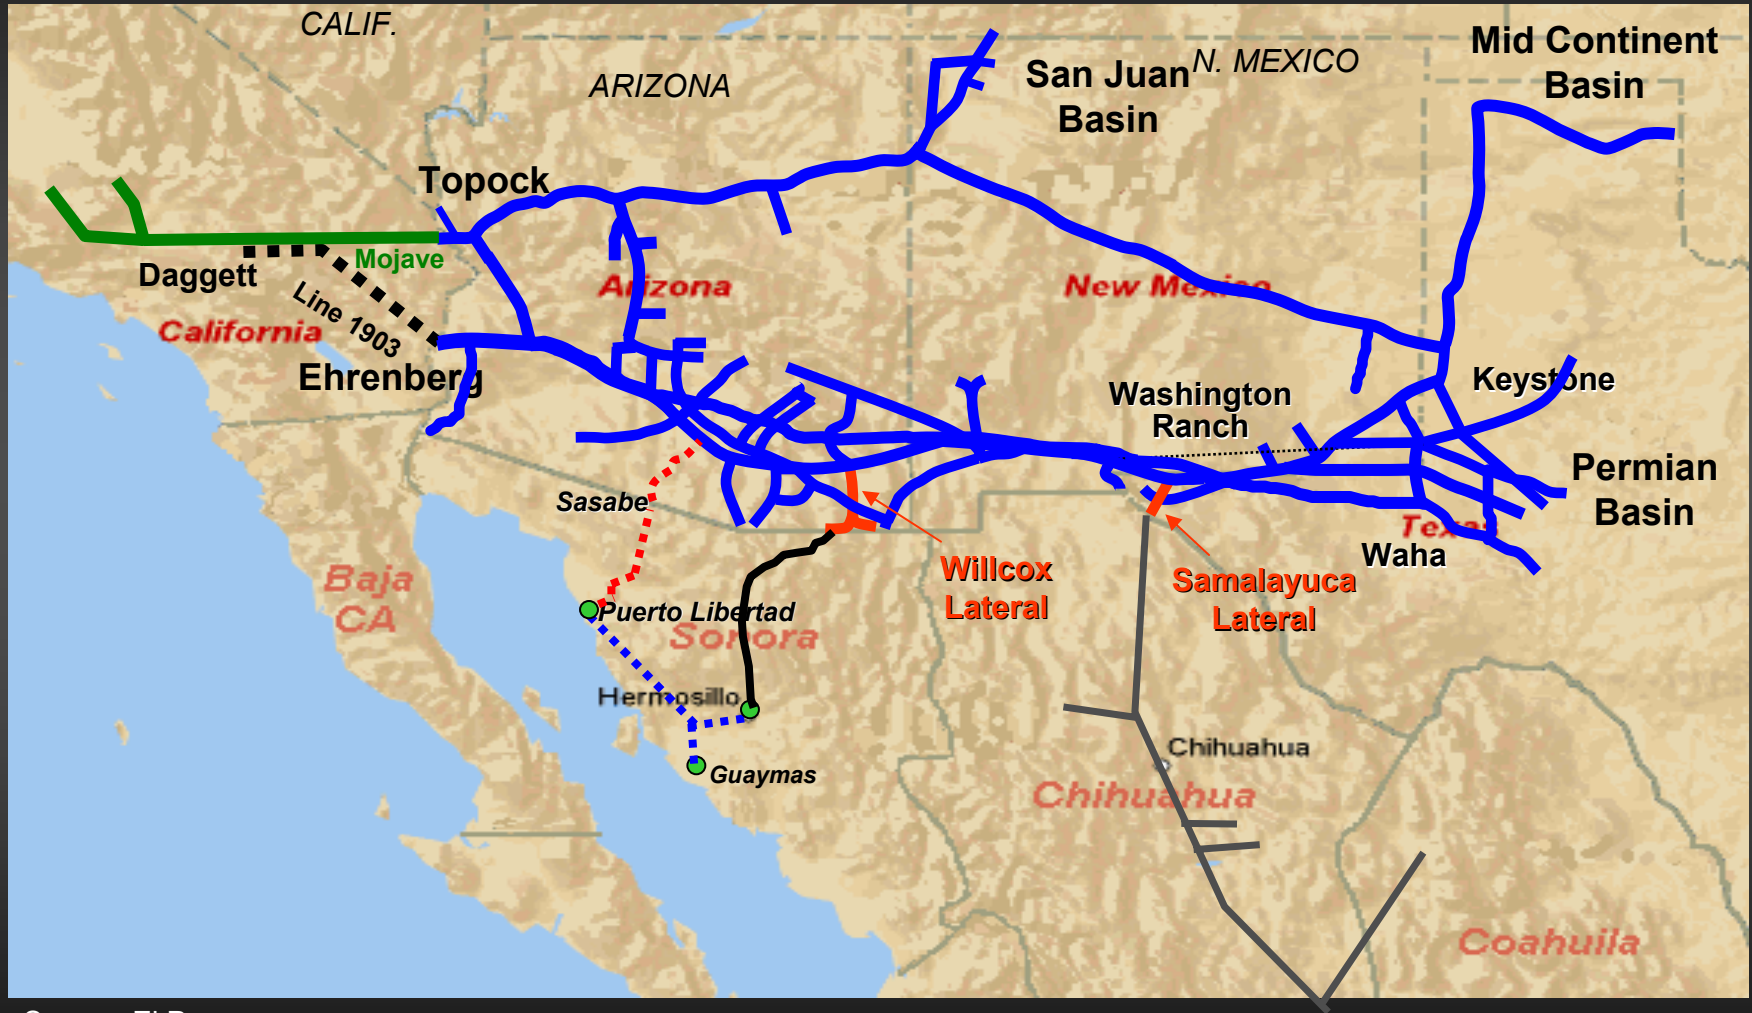 CALIF.
ARIZONA
N. MEXICO
Mid Continent
Basin
San Juan
Basin
Topock
Mojave
Daggett
Line 1903
California
Arizona
New Mexico
Ehrenberg
Keystone
Washington
Ranch
Permian
Basin
Sasabe
Texas
Waha
Willcox
Lateral
Samalayuca
Lateral
Baja
CA
Puerto Libertad
Sonora
Hermosillo
Guaymas
Chihuahua
Chihuahua
Coahuila